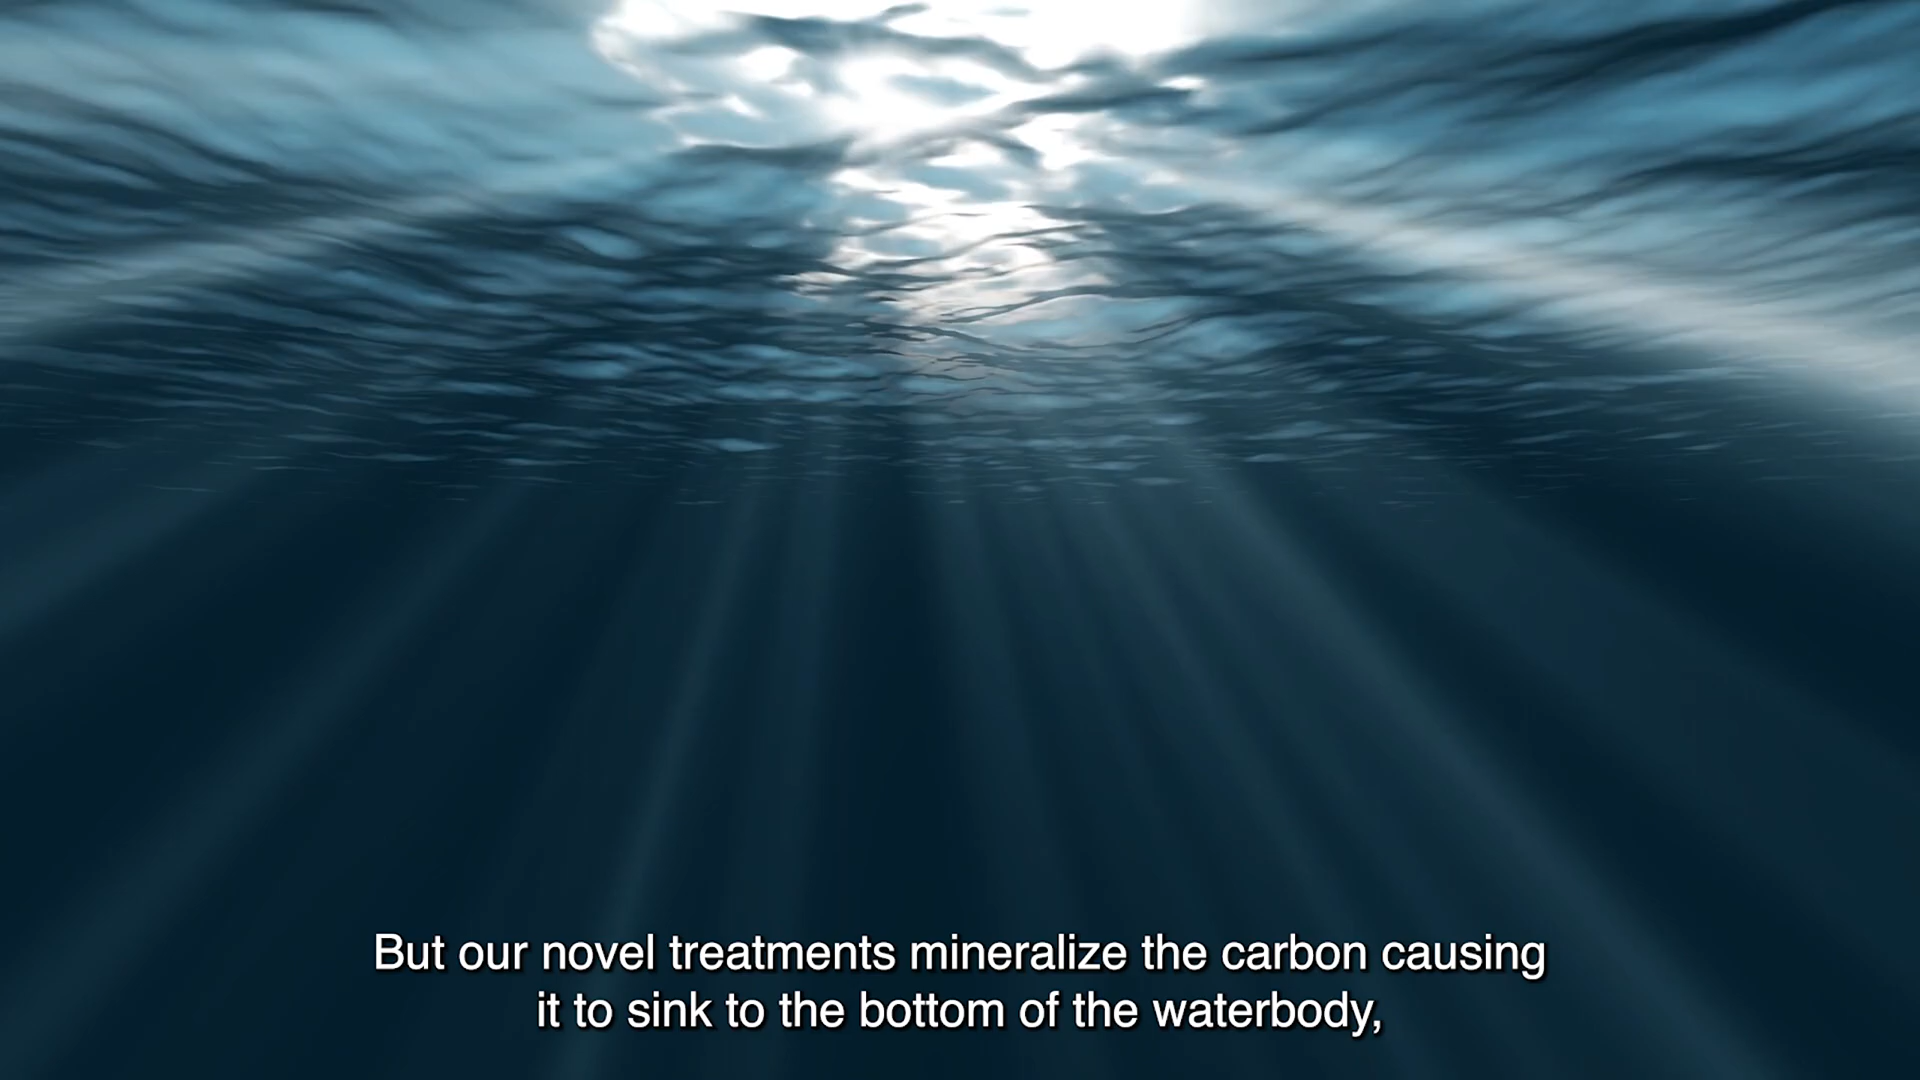 But our novel treatments mineralize the carbon causing
it to sink to the bottom of the waterbody,